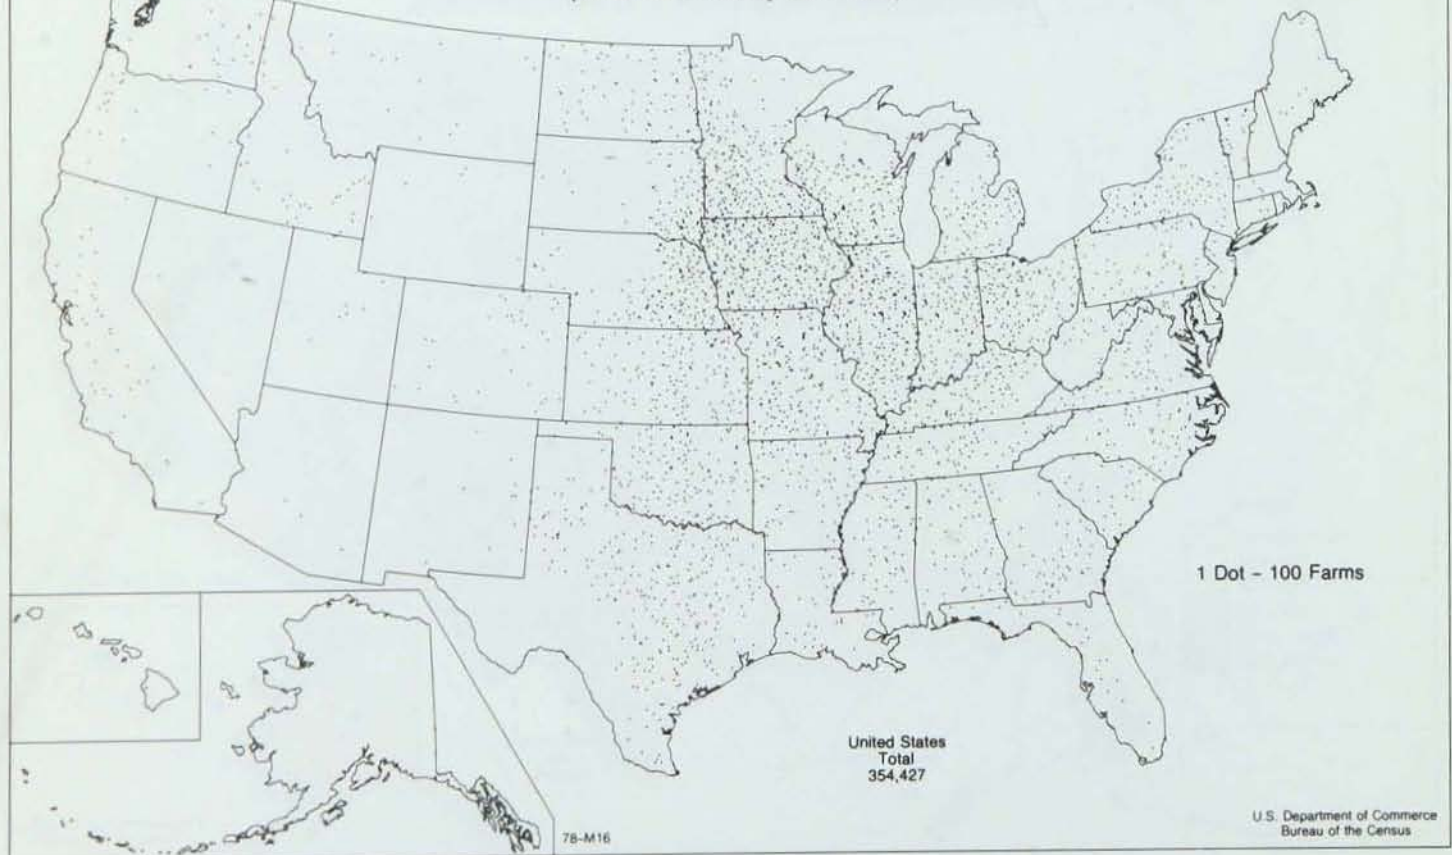 1 Dot - 100 Farms
United States
Total
354,427
78-M16
U.S. Department of Commerce
Bureau of the Census